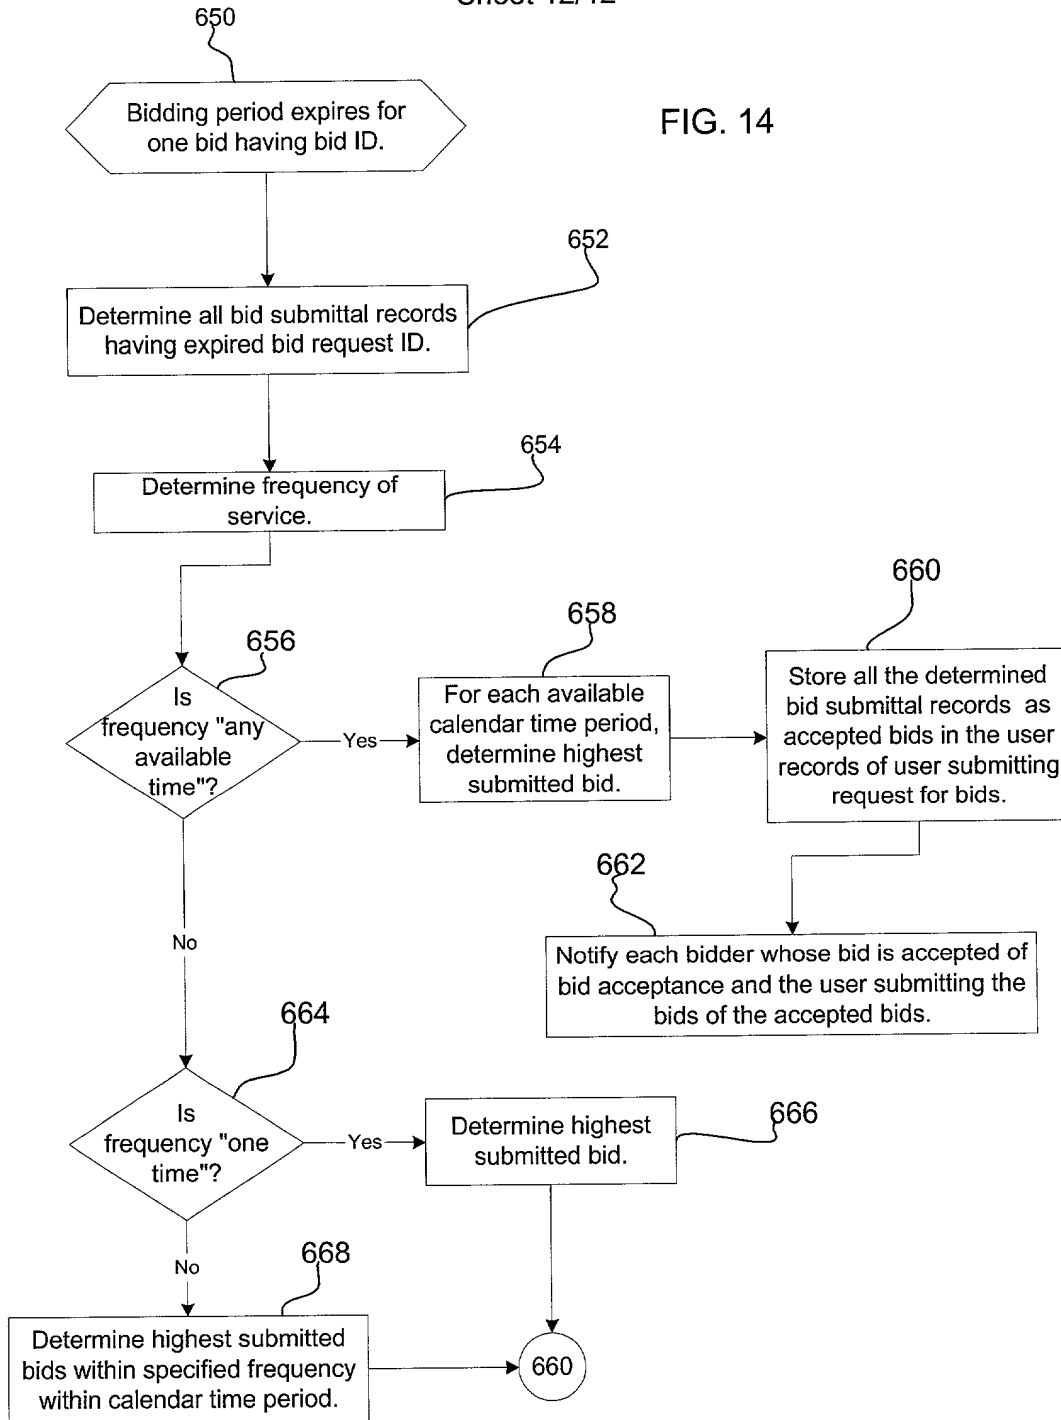 Sheet 12/12
650
Bidding period expires for
one bid having bid ID.
FIG. 14
652
Determine all bid submittal records
having expired bid request ID.
654
Determine frequency of
service.
656
Is
frequency "any
available
time"?
Yes
658
For each available
calendar time period,
determine highest
submitted bid.
660
Store all the determined
bid submittal records as
accepted bids in the user
records of user submitting
request for bids.
662
Notify each bidder whose bid is accepted of
bid acceptance and the user submitting the
bids of the accepted bids.
No
664
Is
frequency "one
time"?
Yes
Determine highest
submitted bid.
666
No
668
Determine highest submitted
bids within specified frequency
within calendar time period.
660